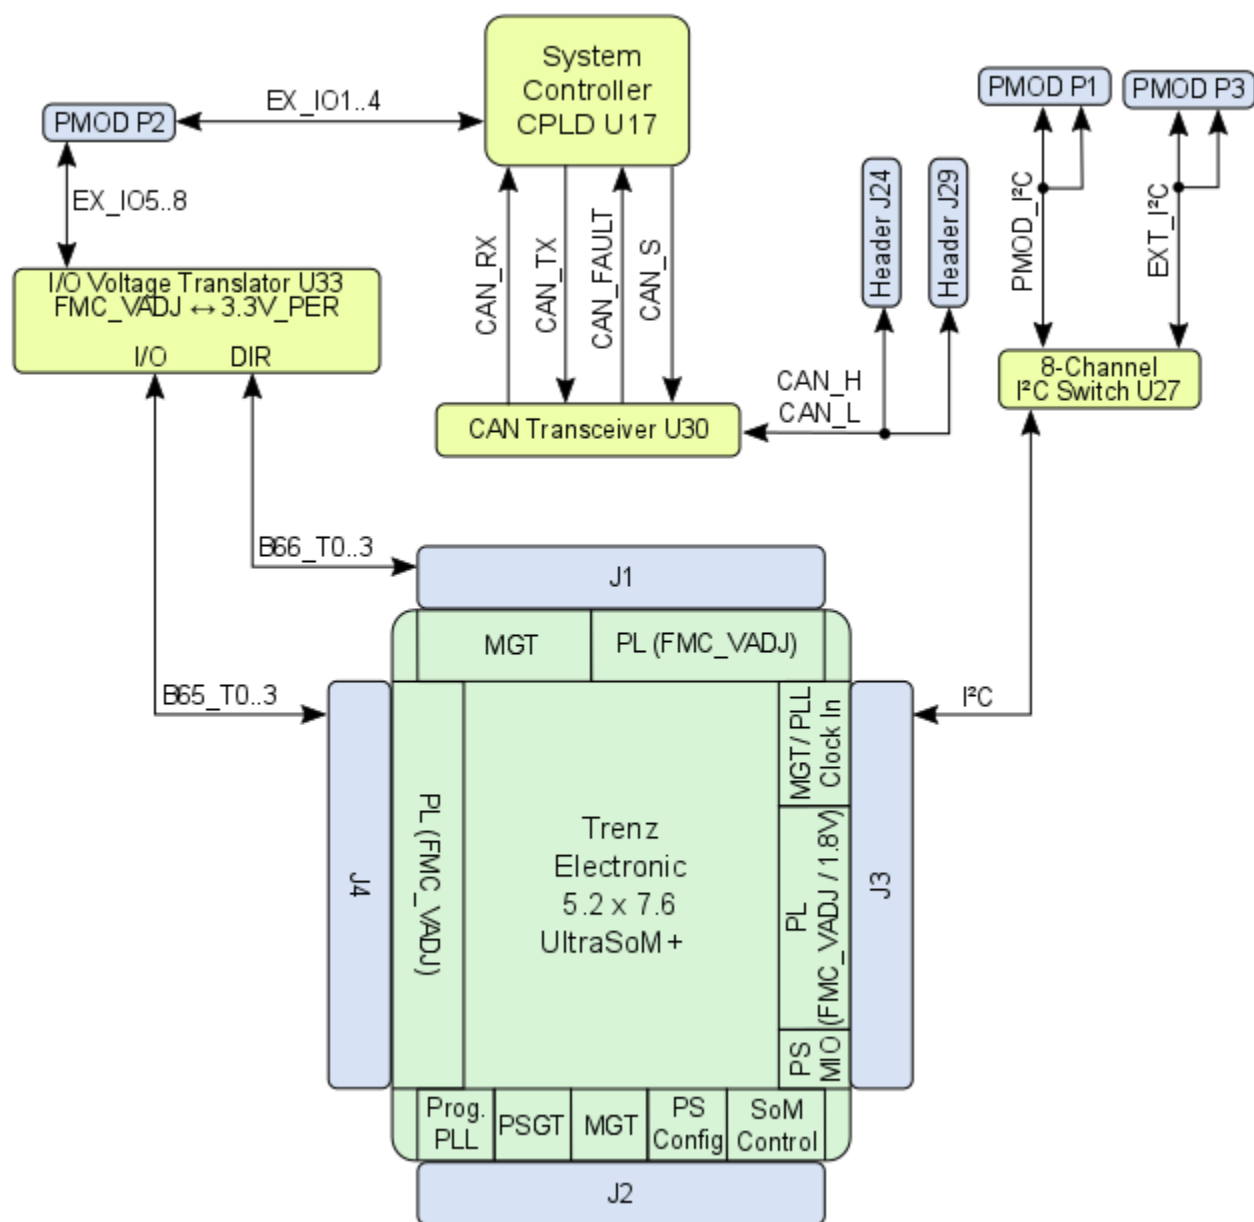 System
Controller
CPLD U17
PMOD P1
PMOD P3
EX_IO1..4
PMOD P2
EX_IO5..8
CAN_RX
CAN_TX
CAN_FAULT
CAN_S
Header J24
Header J29
PMOD_I²C
EXT_I²C
I/O Voltage Translator U33
FMC_VADJ ↔ 3.3V_PER
I/O
DIR
8-Channel
I²C Switch U27
CAN_H
CAN_L
CAN Transceiver U30
B66_T0..3
J1
MGT
PL (FMC_VADJ)
B65_T0..3
I²C
MGT/ PLL
Clock In
PL (FMC_VADJ)
Trenz
Electronic
5.2 x 7.6
UltraSoM+
PL
(FMC_VADJ / 1.8V)
J4
J3
PS
MIO
Prog.
PLL
PSGT
MGT
PS
Config
SoM
Control
J2